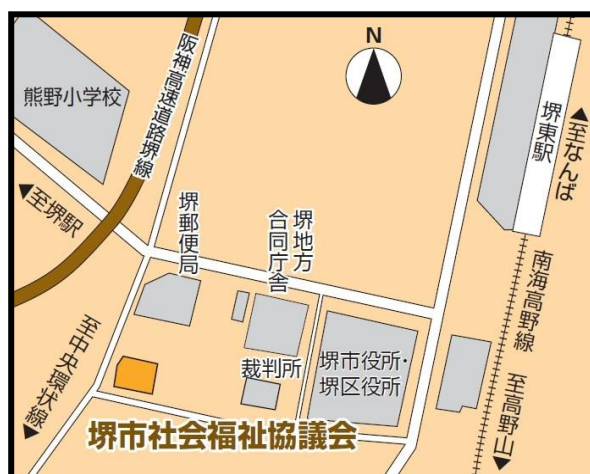 N
熊野小学校
阪神高速道路堺線
堺東駅
▲至なんば
◀至堺駅
堺郵便局
堺地方
合同庁舎
南海高野線
至高野山▶
至中央環状線▶
裁判所
堺市役所・
堺区役所
堺市社会福祉協議会